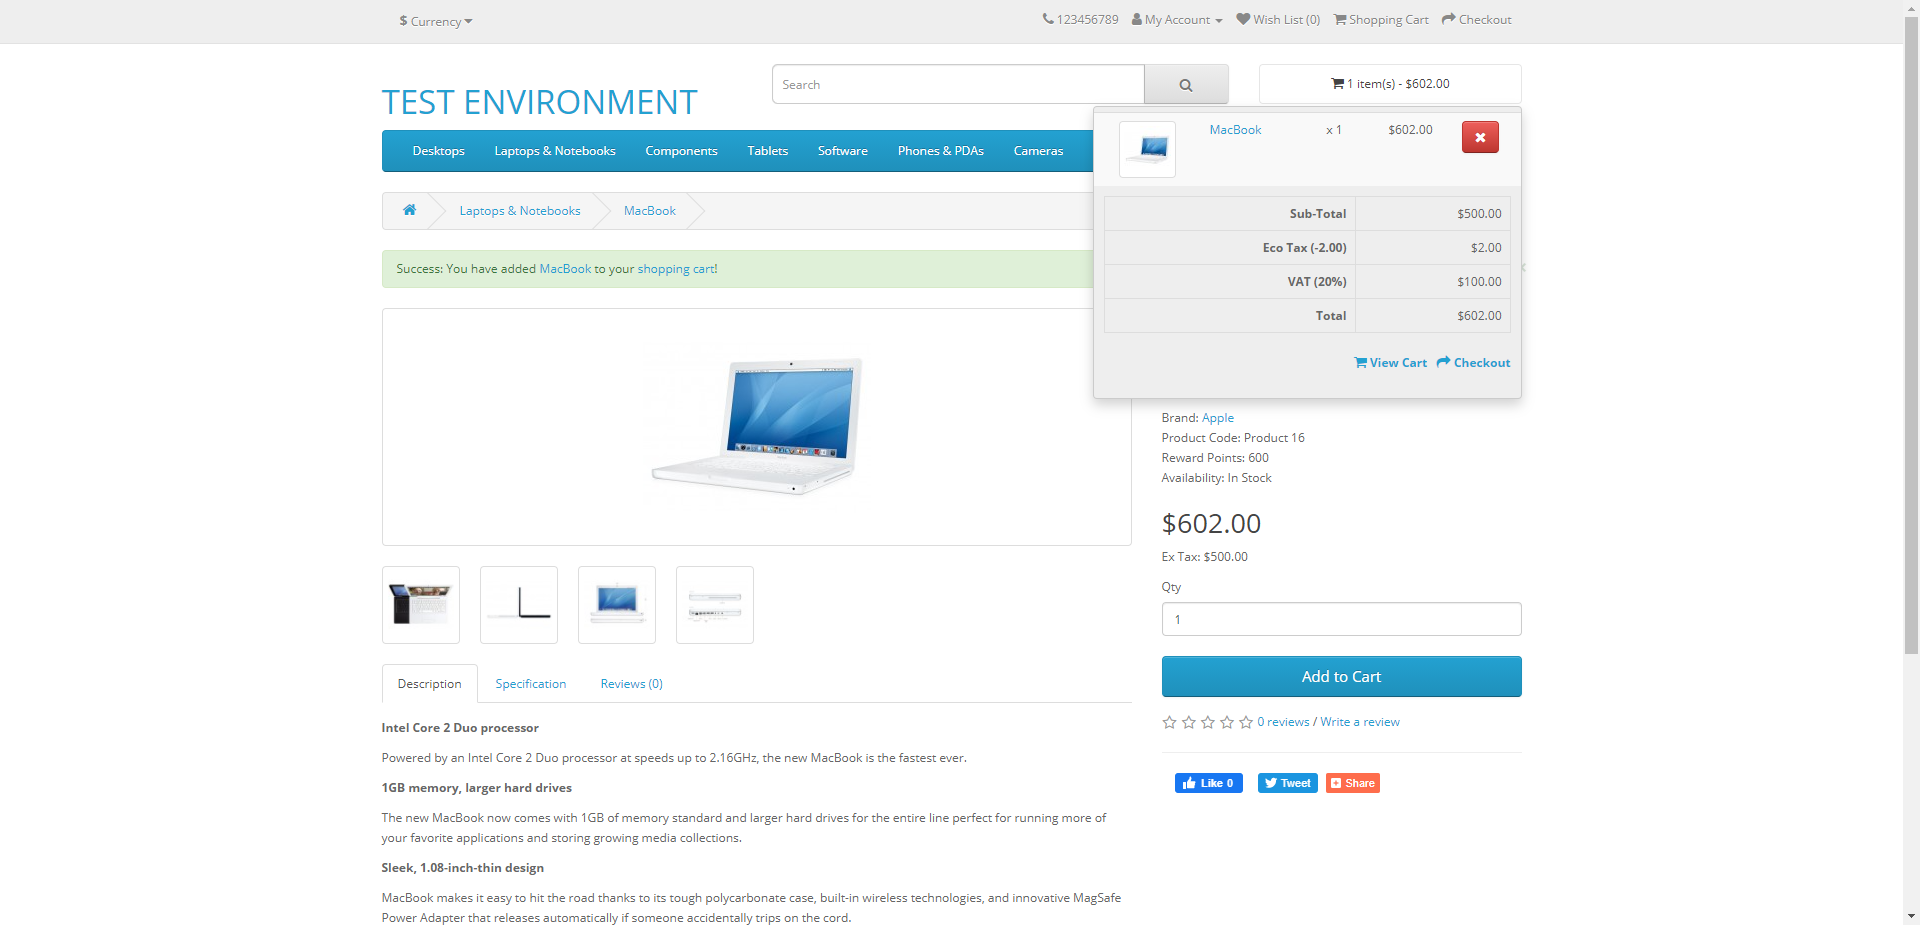 $ Currency
123456789 My Account Wish List (0) Shopping Cart Checkout
TEST ENVIRONMENT
Search
1 item(s) - $602.00
Desktops Laptops & Notebooks Components Tablets Software Phones & PDAs Cameras
MacBook x 1 $602.00
Sub-Total $500.00
Eco Tax (-2.00) $2.00
VAT (20%) $100.00
Total $602.00
View Cart Checkout
Laptops & Notebooks MacBook
Success: You have added MacBook to your shopping cart!
Brand: Apple
Product Code: Product 16
Reward Points: 600
Availability: In Stock
$602.00
Ex Tax: $500.00
Qty
1
Add to Cart
0 reviews / Write a review
Like 0 Tweet Share
Description Specification Reviews (0)
Intel Core 2 Duo processor
Powered by an Intel Core 2 Duo processor at speeds up to 2.16GHz, the new MacBook is the fastest ever.
1GB memory, larger hard drives
The new MacBook now comes with 1GB of memory standard and larger hard drives for the entire line perfect for running more of
your favorite applications and storing growing media collections.
Sleek, 1.08-inch-thin design
MacBook makes it easy to hit the road thanks to its tough polycarbonate case, built-in wireless technologies, and innovative MagSafe
Power Adapter that releases automatically if someone accidentally trips on the cord.